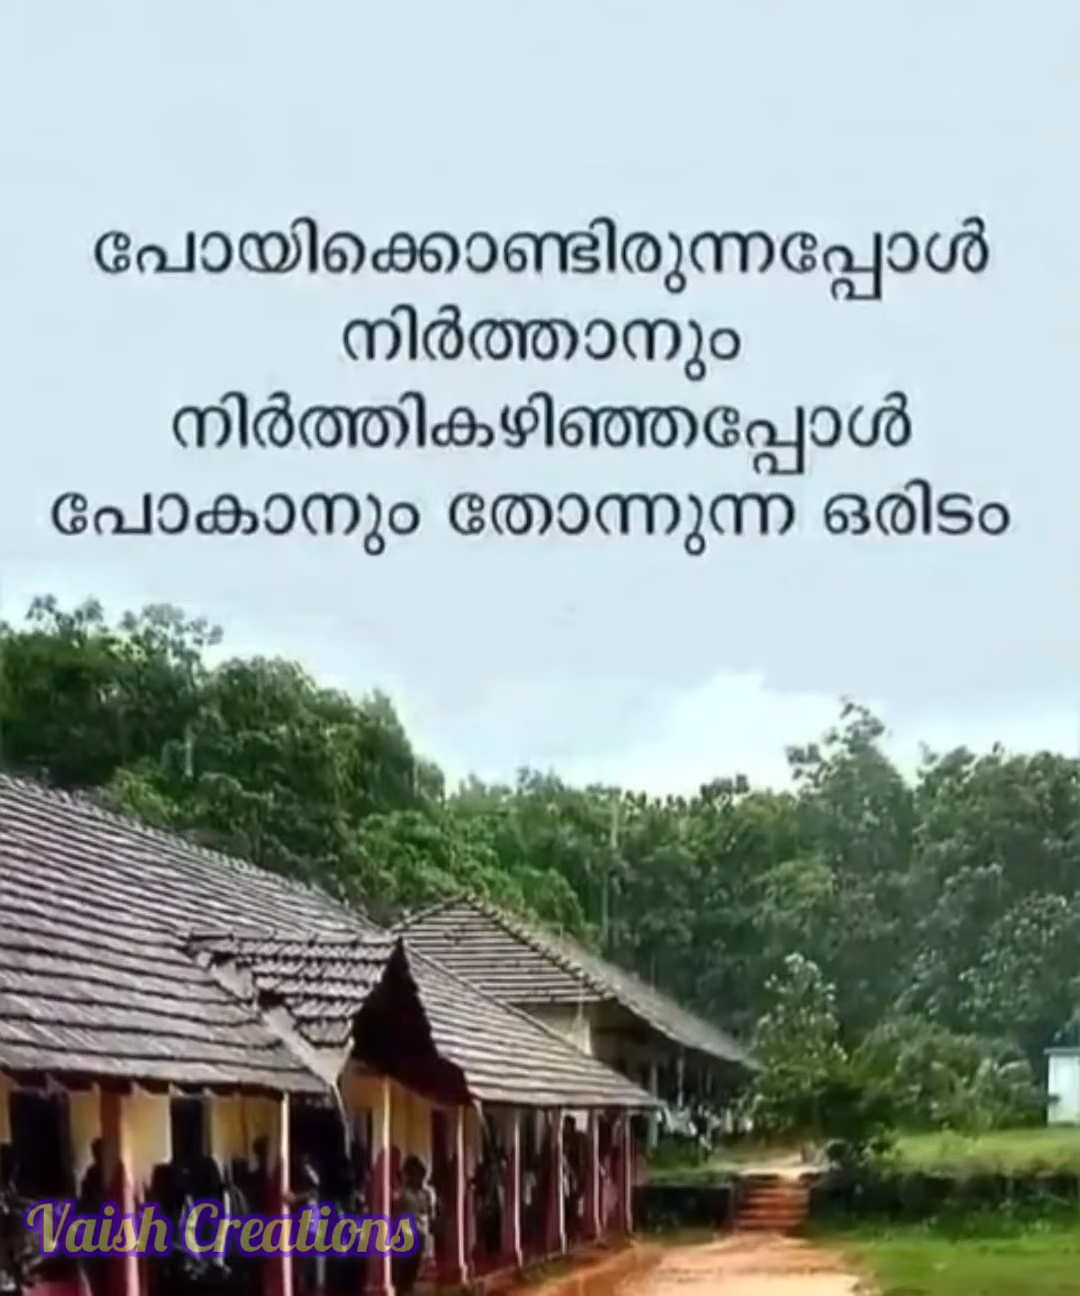 പോയിക്കൊണ്ടിരുന്നപ്പോൾ
നിർത്താനും
നിർത്തികഴിഞ്ഞപ്പോൾ
പോകാനും തോന്നുന്ന ഒരിടം
Vaish Creations